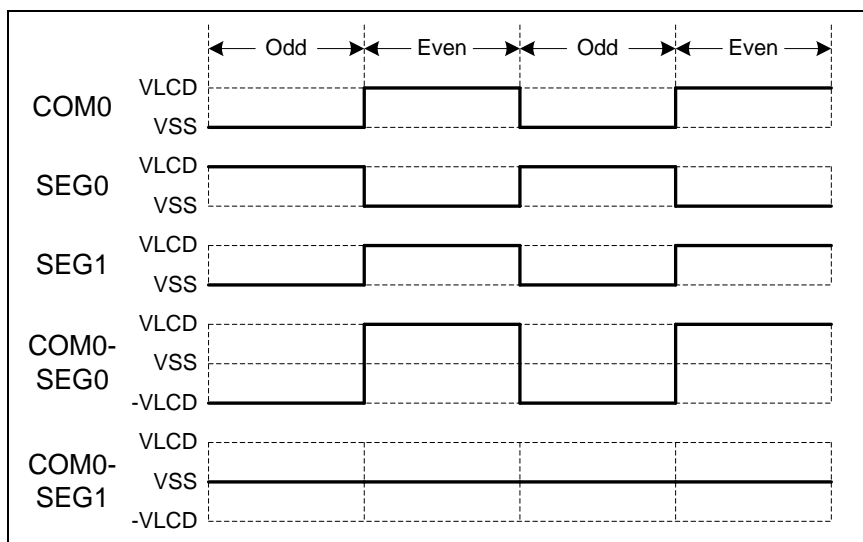 Odd Even Odd Even
COM0
VLCD
VSS
SEG0
VLCD
VSS
SEG1
VLCD
VSS
COM0-
SEG0
VLCD
VSS
-VLCD
COM0-
SEG1
VLCD
VSS
-VLCD